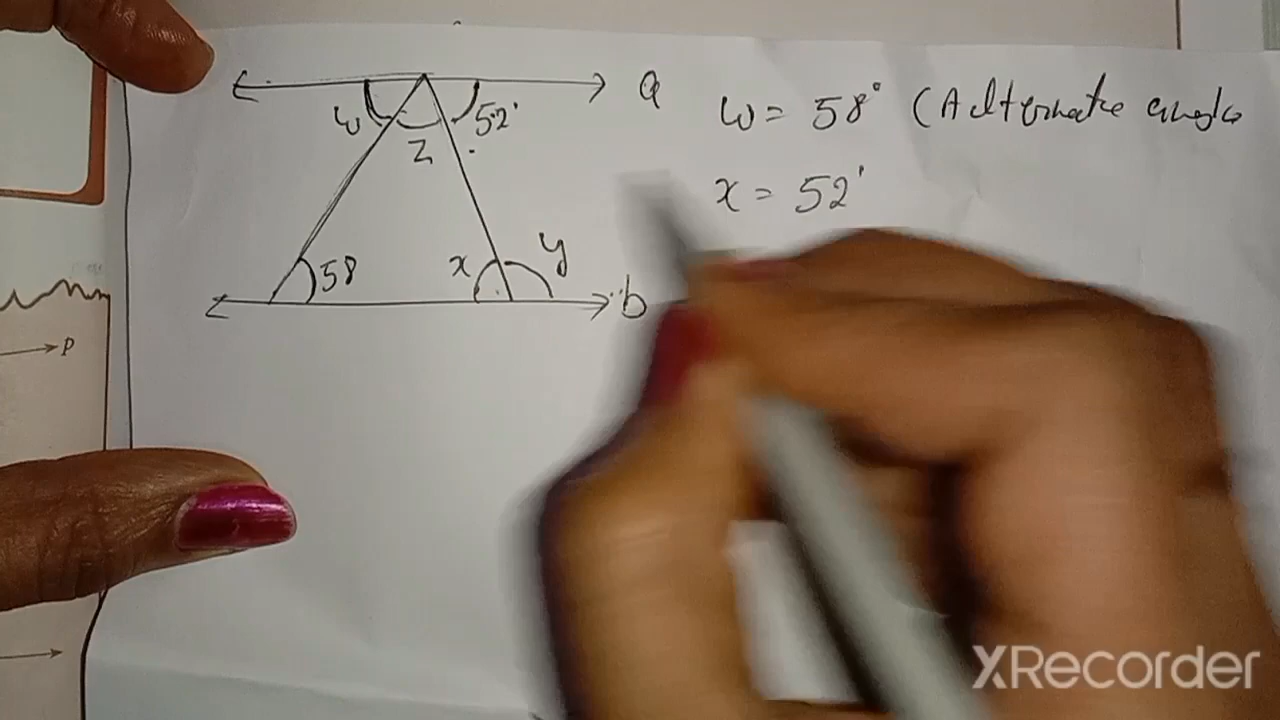 a
w = 58° (Alternate angle
w
52°
z
x = 52°
58
x
y
b
P
XRecorder